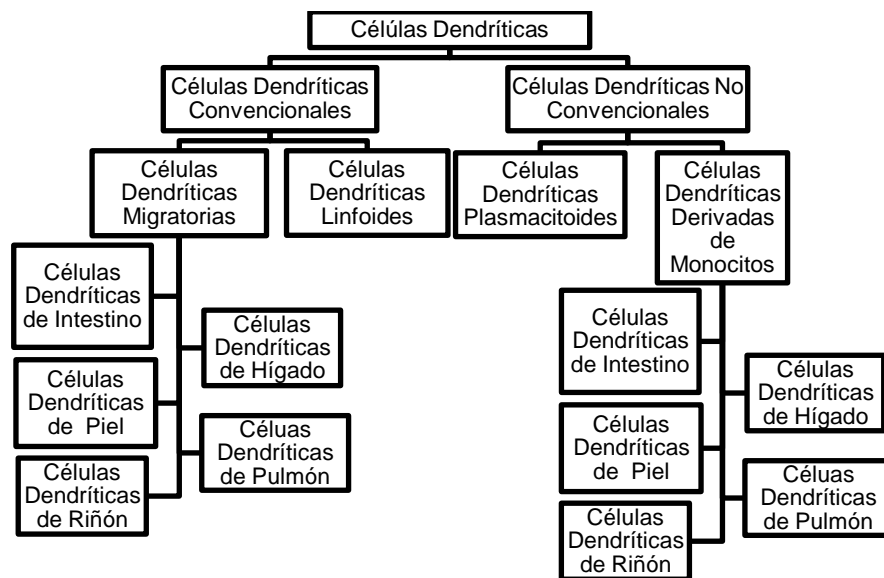 Célúlas Dendríticas
Células Dendríticas
Convencionales
Células Dendríticas No
Convencionales
Células
Dendríticas
Migratorias
Células
Dendríticas
Linfoides
Células
Dendríticas
Plasmacitoides
Células
Dendríticas
Derivadas
de
Monocitos
Células
Dendríticas
de Intestino
Células
Dendríticas
de Hígado
Células
Dendríticas
de Piel
Céluas
Dendríticas
de Pulmón
Células
Dendríticas
de Riñón
Células
Dendríticas
de Intestino
Células
Dendríticas
de Hígado
Células
Dendríticas
de Piel
Céluas
Dendríticas
de Pulmón
Células
Dendríticas
de Riñón